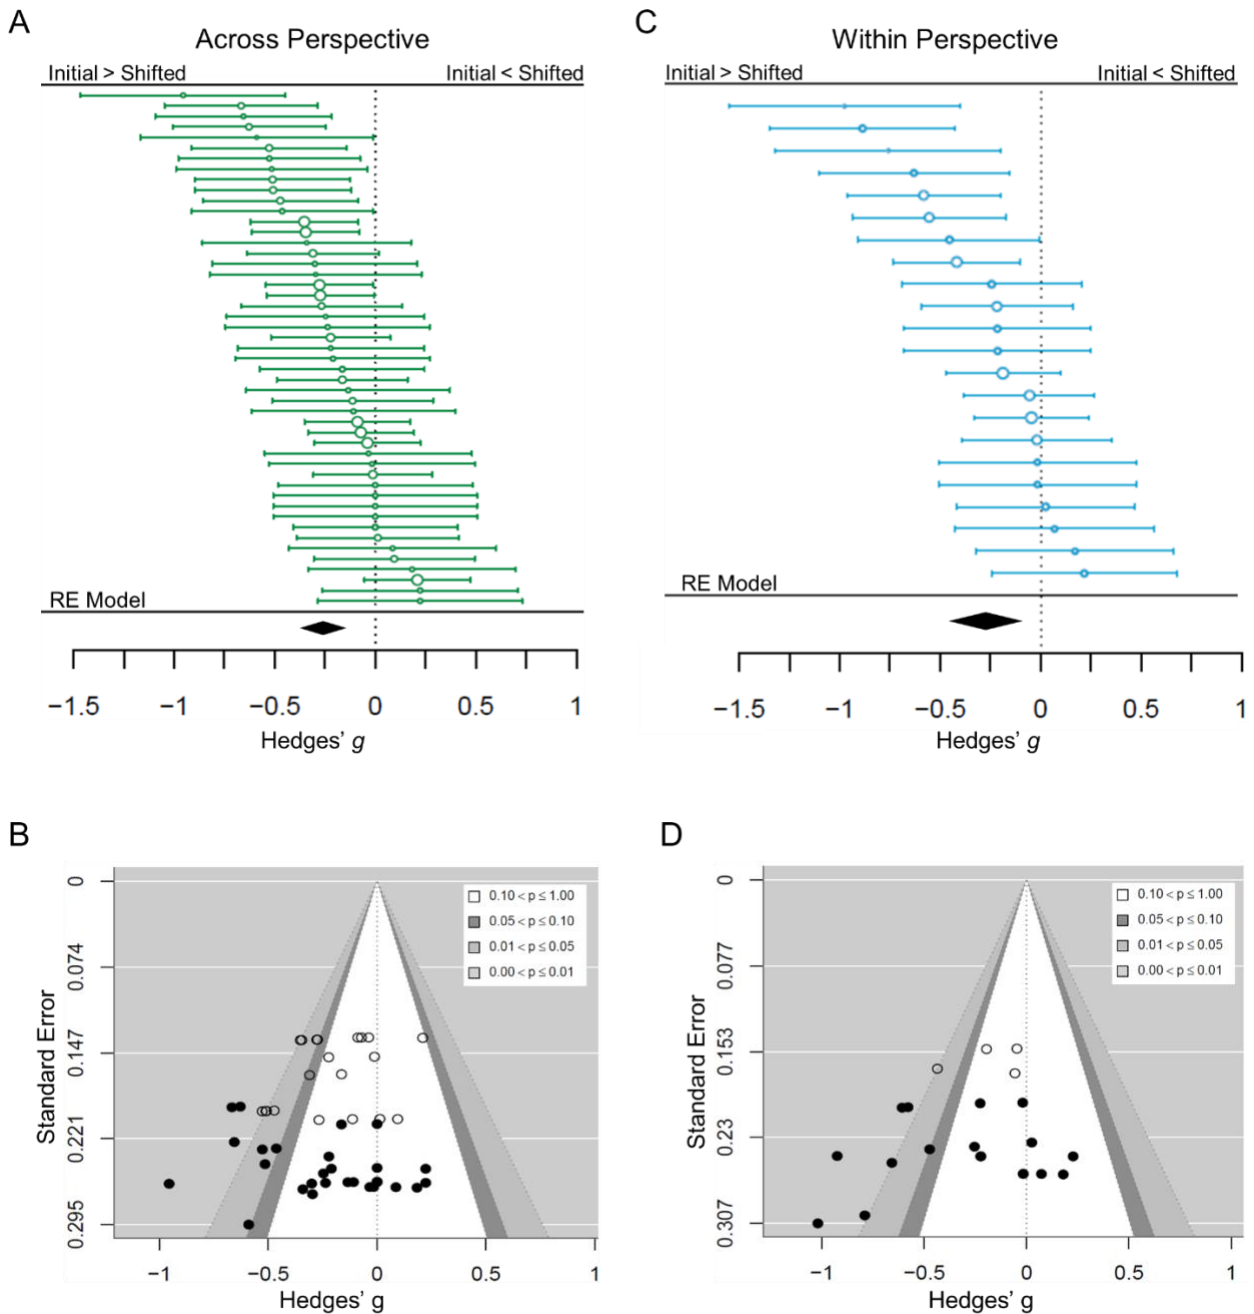 A
Across Perspective
Initial > Shifted Initial < Shifted
RE Model
−1.5 −1 −0.5 0 0.5 1
Hedges' g
C
Within Perspective
Initial > Shifted Initial < Shifted
RE Model
−1.5 −1 −0.5 0 0.5 1
Hedges' g
B
Standard Error
0
0.074
0.147
0.221
0.295
0.10 < p ≤ 1.00
0.05 < p ≤ 0.10
0.01 < p ≤ 0.05
0.00 < p ≤ 0.01
−1 −0.5 0 0.5 1
Hedges' g
D
Standard Error
0
0.077
0.153
0.23
0.307
0.10 < p ≤ 1.00
0.05 < p ≤ 0.10
0.01 < p ≤ 0.05
0.00 < p ≤ 0.01
−1 −0.5 0 0.5 1
Hedges' g